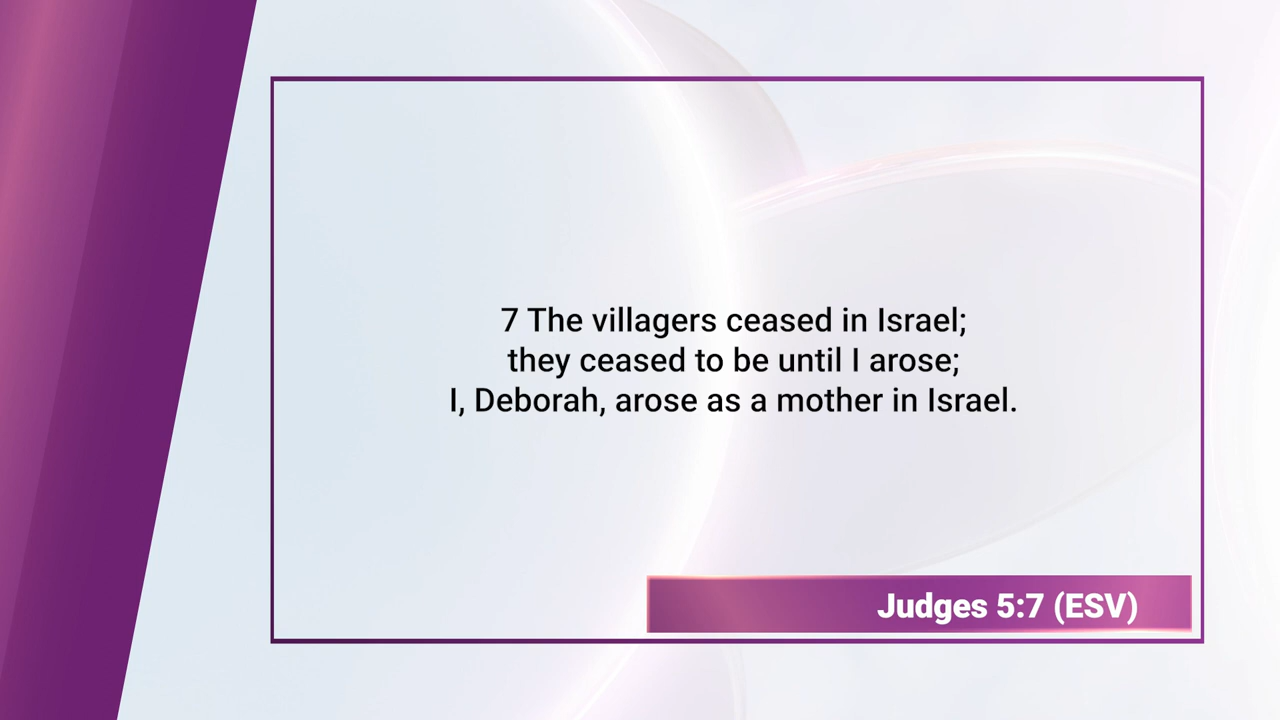 7 The villagers ceased in Israel;
they ceased to be until I arose;
I, Deborah, arose as a mother in Israel.
Judges 5:7 (ESV)